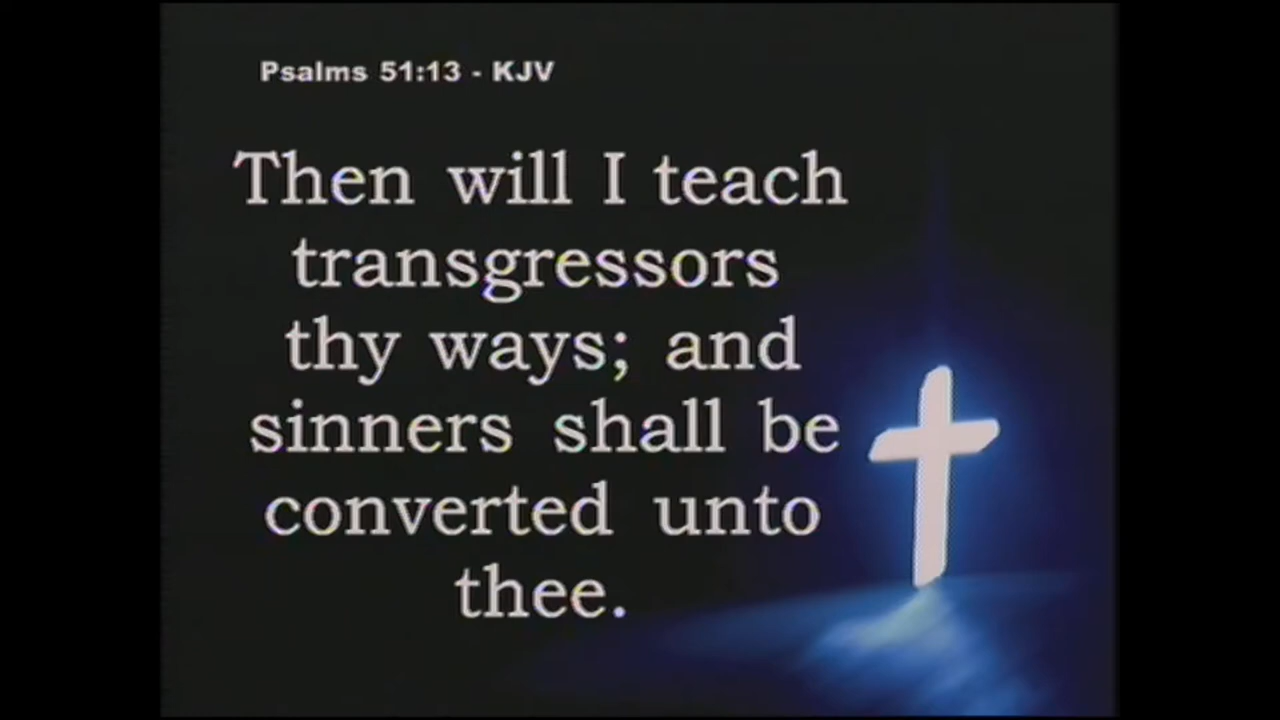 Psalms 51:13 - KJV
Then will I teach
transgressors
thy ways; and
sinners shall be
converted unto
thee.